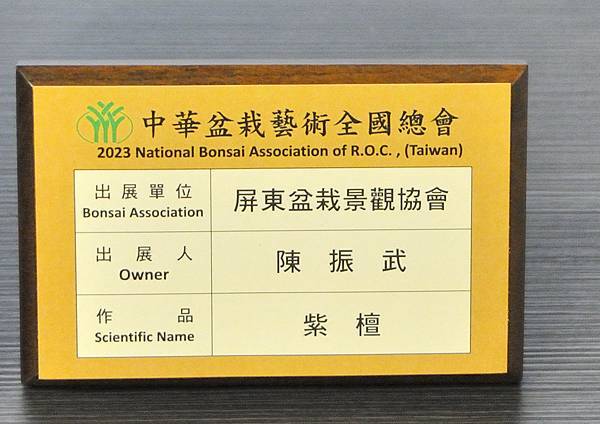 中華盆栽藝術全國總會
2023 National Bonsai Association of R.O.C. , (Taiwan)
出展單位 屏東盆栽景觀協會
Bonsai Association
出展人 陳振武
Owner
作品 紫檀
Scientific Name